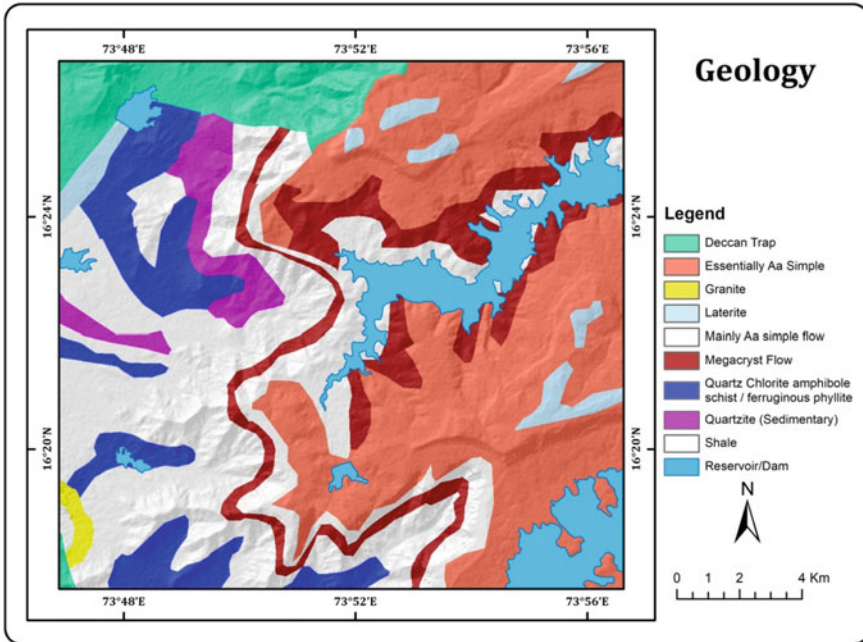 73°48'E 73°52'E 73°56'E
Geology
16°24'N 16°24'N
Legend
Deccan Trap
Essentially Aa Simple
Granite
Laterite
Mainly Aa simple flow
Megacryst Flow
Quartz Chlorite amphibole
schist / ferruginous phyllite
Quartzite (Sedimentary)
Shale
Reservoir/Dam
16°20'N 16°20'N
N
0 1 2 4 Km
73°48'E 73°52'E 73°56'E